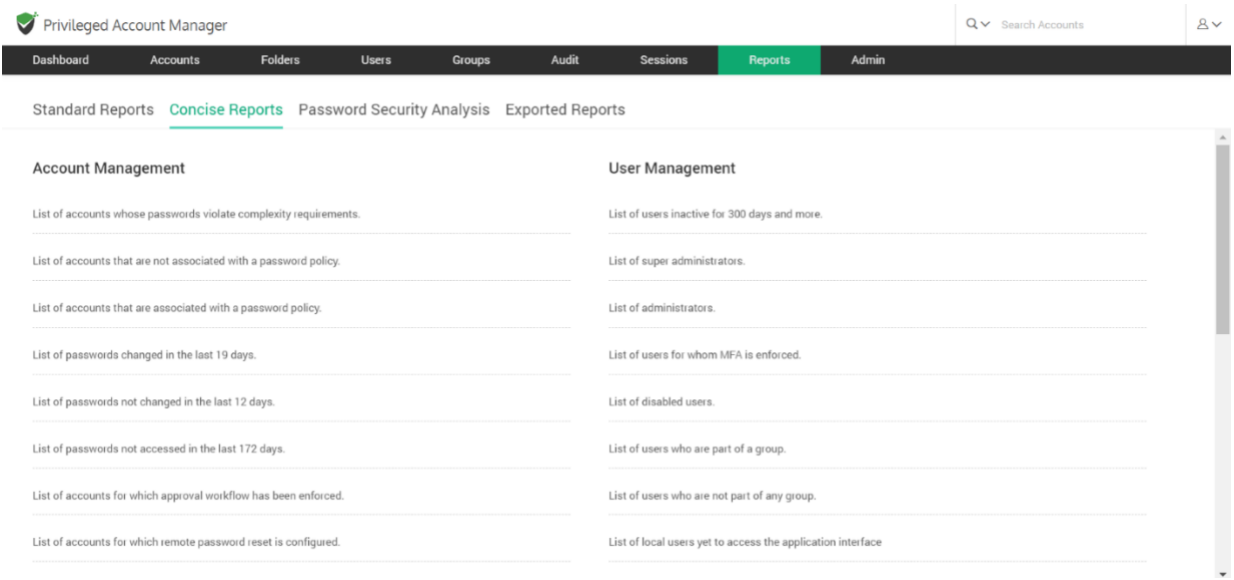 Privileged Account Manager
Search Accounts
Dashboard Accounts Folders Users Groups Audit Sessions Reports Admin
Standard Reports Concise Reports Password Security Analysis Exported Reports
Account Management
List of accounts whose passwords violate complexity requirements.
List of accounts that are not associated with a password policy.
List of accounts that are associated with a password policy.
List of passwords changed in the last 19 days.
List of passwords not changed in the last 12 days.
List of passwords not accessed in the last 172 days.
List of accounts for which approval workflow has been enforced.
List of accounts for which remote password reset is configured.
User Management
List of users inactive for 300 days and more.
List of super administrators.
List of administrators.
List of users for whom MFA is enforced.
List of disabled users.
List of users who are part of a group.
List of users who are not part of any group.
List of local users yet to access the application interface